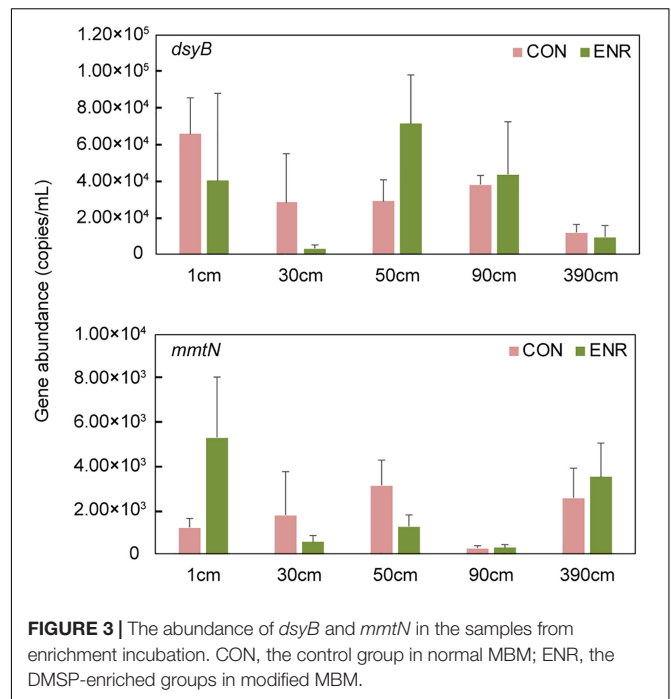 1.20×10⁵
dsyB
CON ENR
1.00×10⁵
8.00×10⁴
6.00×10⁴
4.00×10⁴
2.00×10⁴
0
1cm 30cm 50cm 90cm 390cm
Gene abundance (copies/mL)
1.00×10⁴
mmtN
CON ENR
8.00×10³
6.00×10³
4.00×10³
2.00×10³
0
1cm 30cm 50cm 90cm 390cm
FIGURE 3 | The abundance of dsyB and mmtN in the samples from
enrichment incubation. CON, the control group in normal MBM; ENR, the
DMSP-enriched groups in modified MBM.